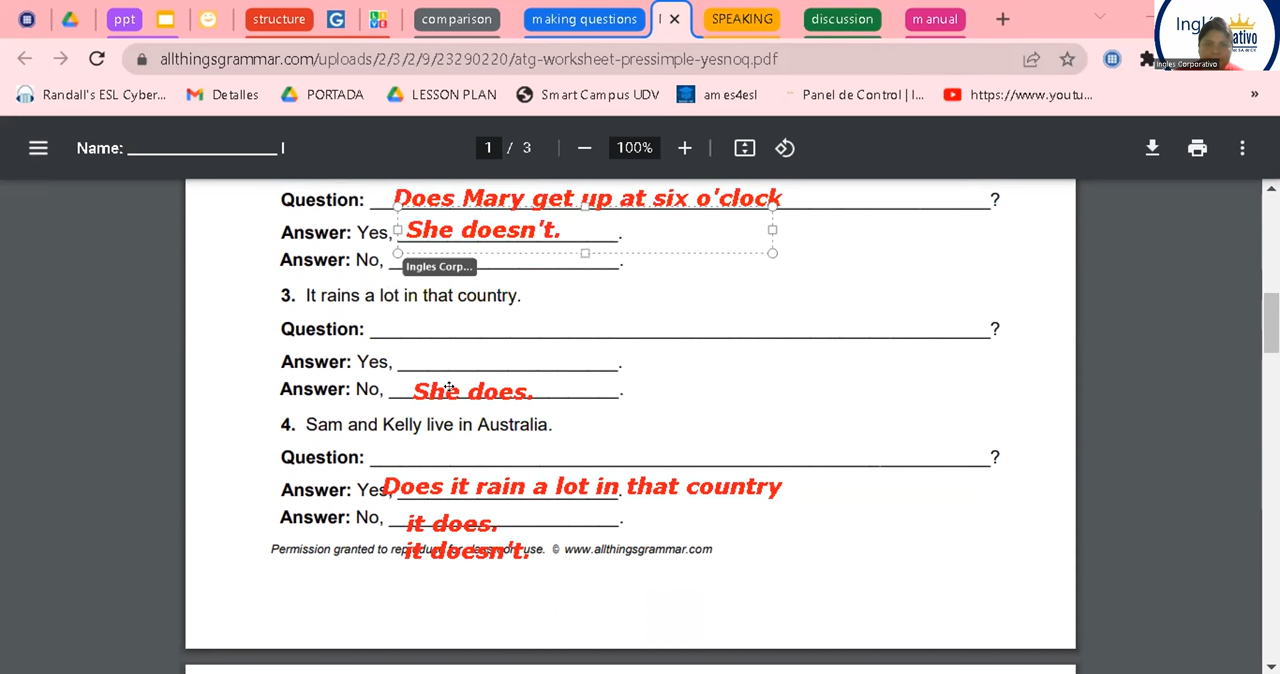 ppt
structure
comparison
making questions
I
SPEAKING
discussion
manual
allthingsgrammar.com/uploads/2/3/2/9/23290220/atg-worksheet-pressimple-yesnoq.pdf
Ingles Corporativo
Randall's ESL Cyber...
Detalles
PORTADA
LESSON PLAN
Smart Campus UDV
am es4esl
Panel de Control | I...
https://www.youtu...
»
Name: _______________ I
1 / 3
100%
Question: Does Mary get up at six o'clock ?
Answer: Yes, She doesn't. .
Answer: No, .
Ingles Corp...
3. It rains a lot in that country.
Question: ?
Answer: Yes, .
Answer: No, She does. .
4. Sam and Kelly live in Australia.
Question: ?
Answer: Yes, .
Does it rain a lot in that country
Answer: No, .
it does.
Permission granted to reproduce for classroom use. © www.allthingsgrammar.com
it doesn't.